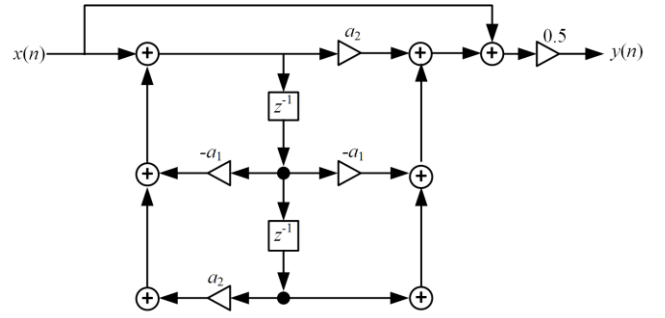 x(n)
a₂
0.5
y(n)
z⁻¹
-a₁
-a₁
z⁻¹
a₂